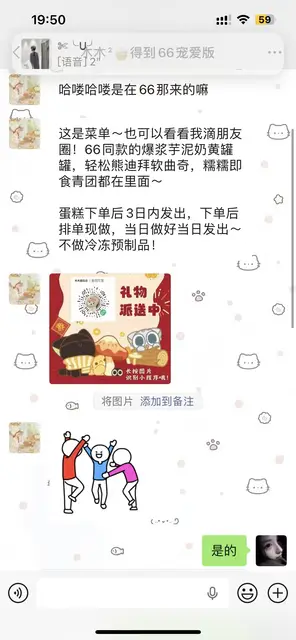 19:50
59
木木² 得到66宠爱版
[语音] 2"
哈喽哈喽是在66那来的嘛
这是菜单～也可以看看我滴朋友
圈！66同款的爆浆芋泥奶黄罐
罐，轻松熊迪拜软曲奇，糯糯即
食青团都在里面～
蛋糕下单后3日内发出，下单后
排单现做，当日做好当日发出～
不做冷冻预制品！
礼物
派送中
长按图片
识别小程序哦!
将图片 添加到备注
是的